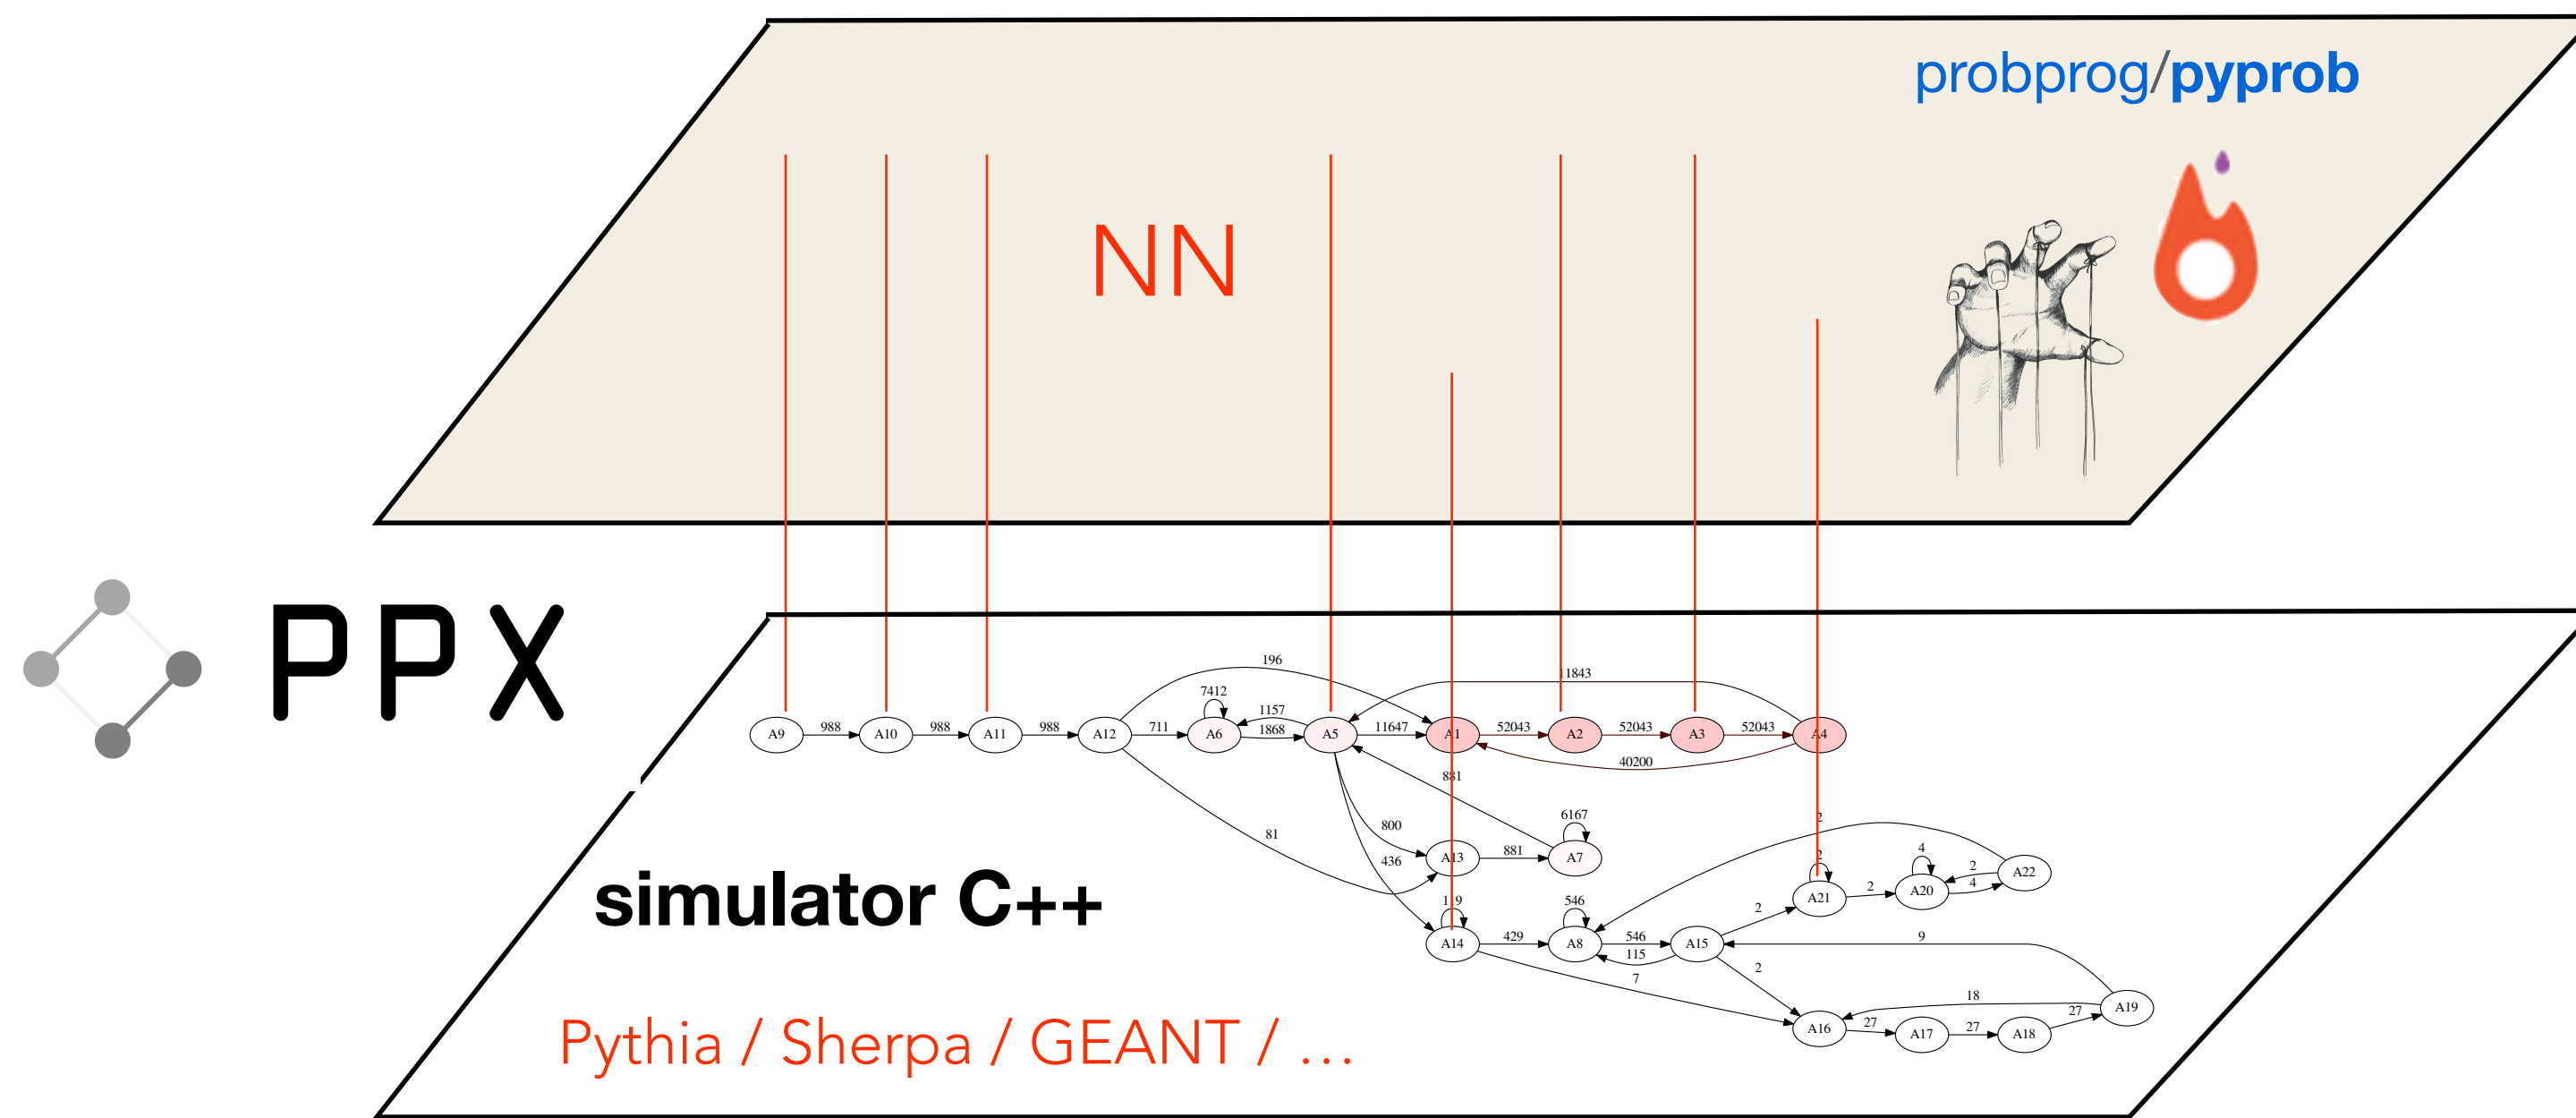 probprog/pyprob
NN
PPX
196
11843
7412
1157
A9 988 A10 988 A11 988 A12 711 A6 1868 A5 11647 A1 52043 A2 52043 A3 52043 A4
40200
881
6167
2
81
800
436
A13 881 A7
2
4
2
A22
119
546
2
A21 2 A20 4
simulator C++
A14 429 A8 546 A15
9
115
7
2
18
27
A19
A16 27 A17 27 A18
Pythia / Sherpa / GEANT / …